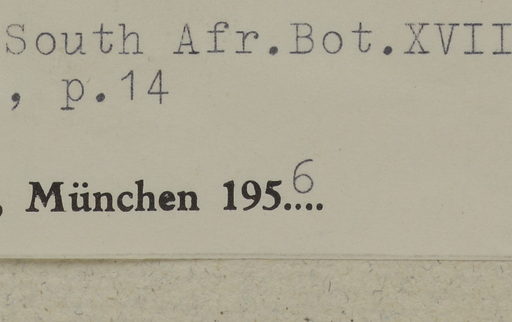 South Afr.Bot.XVII
, p.14
, München 1956....